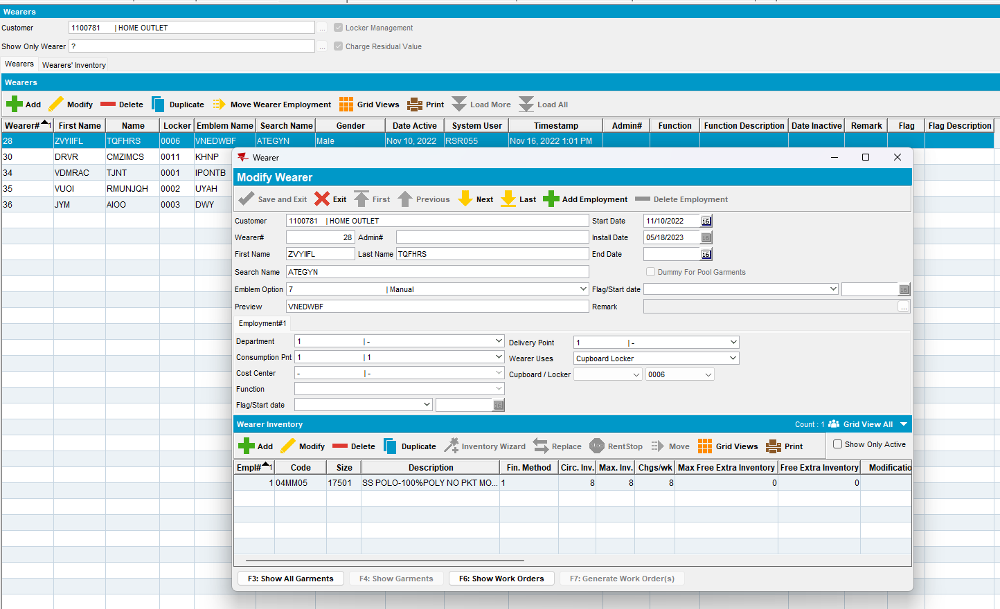 Wearers
Customer 1100781 | HOME OUTLET ... Locker Management
Show Only Wearer ? ... Charge Residual Value
Wearers Wearers' Inventory
Wearers
Add Modify Delete Duplicate Move Wearer Employment Grid Views Print Load More Load All
Wearer# 1 First Name Name Locker Emblem Name Search Name Gender Date Active System User Timestamp Admin# Function Function Description Date Inactive Remark Flag Flag Description
28 ZVYIIFL TQFHRS 0006 VNEDWBF ATEGYN Male Nov 10, 2022 RSR055 Nov 16, 2022 1:01 PM
30 DRVR CMZIMCS 0011 KHNP
34 VDMRAC TJNT 0001 IPONTB
35 VUOI RMUNJQH 0002 UYAH
36 JYM AIOO 0003 DWY
Wearer
Modify Wearer
Save and Exit Exit First Previous Next Last Add Employment Delete Employment
Customer 1100781 | HOME OUTLET Start Date 11/10/2022 16
Wearer# 28 Admin# Install Date 05/18/2023 16
First Name ZVYIIFL Last Name TQFHRS End Date 16
Search Name ATEGYN Dummy For Pool Garments
Emblem Option 7 | Manual Flag/Start date 16
Preview VNEDWBF Remark ...
Employment#1
Department 1 | - Delivery Point 1 | -
Consumption Pnt 1 | 1 Wearer Uses Cupboard Locker
Cost Center - | - Cupboard / Locker 0006
Function
Flag/Start date 16
Wearer Inventory Count : 1 Grid View All
Add Modify Delete Duplicate Inventory Wizard Replace RentStop Move Grid Views Print Show Only Active
Empl# 1 Code Size Description Fin. Method Circ. Inv. Max. Inv. Chgs/wk Max Free Extra Inventory Free Extra Inventory Modificatio
1 04MM05 17501 SS POLO-100%POLY NO PKT MO... 1 8 8 8 0 0
F3: Show All Garments F4: Show Garments F6: Show Work Orders F7: Generate Work Order(s)